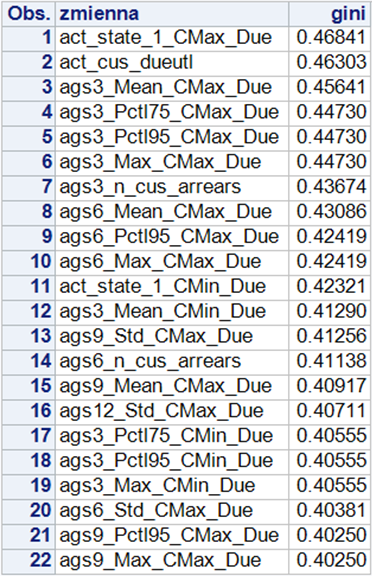 Obs. zmienna gini
1 act_state_1_CMax_Due 0.46841
2 act_cus_dueutl 0.46303
3 ags3_Mean_CMax_Due 0.45641
4 ags3_Pctl75_CMax_Due 0.44730
5 ags3_Pctl95_CMax_Due 0.44730
6 ags3_Max_CMax_Due 0.44730
7 ags3_n_cus_arrears 0.43674
8 ags6_Mean_CMax_Due 0.43086
9 ags6_Pctl95_CMax_Due 0.42419
10 ags6_Max_CMax_Due 0.42419
11 act_state_1_CMin_Due 0.42321
12 ags3_Mean_CMin_Due 0.41290
13 ags9_Std_CMax_Due 0.41256
14 ags6_n_cus_arrears 0.41138
15 ags9_Mean_CMax_Due 0.40917
16 ags12_Std_CMax_Due 0.40711
17 ags3_Pctl75_CMin_Due 0.40555
18 ags3_Pctl95_CMin_Due 0.40555
19 ags3_Max_CMin_Due 0.40555
20 ags6_Std_CMax_Due 0.40381
21 ags9_Pctl95_CMax_Due 0.40250
22 ags9_Max_CMax_Due 0.40250